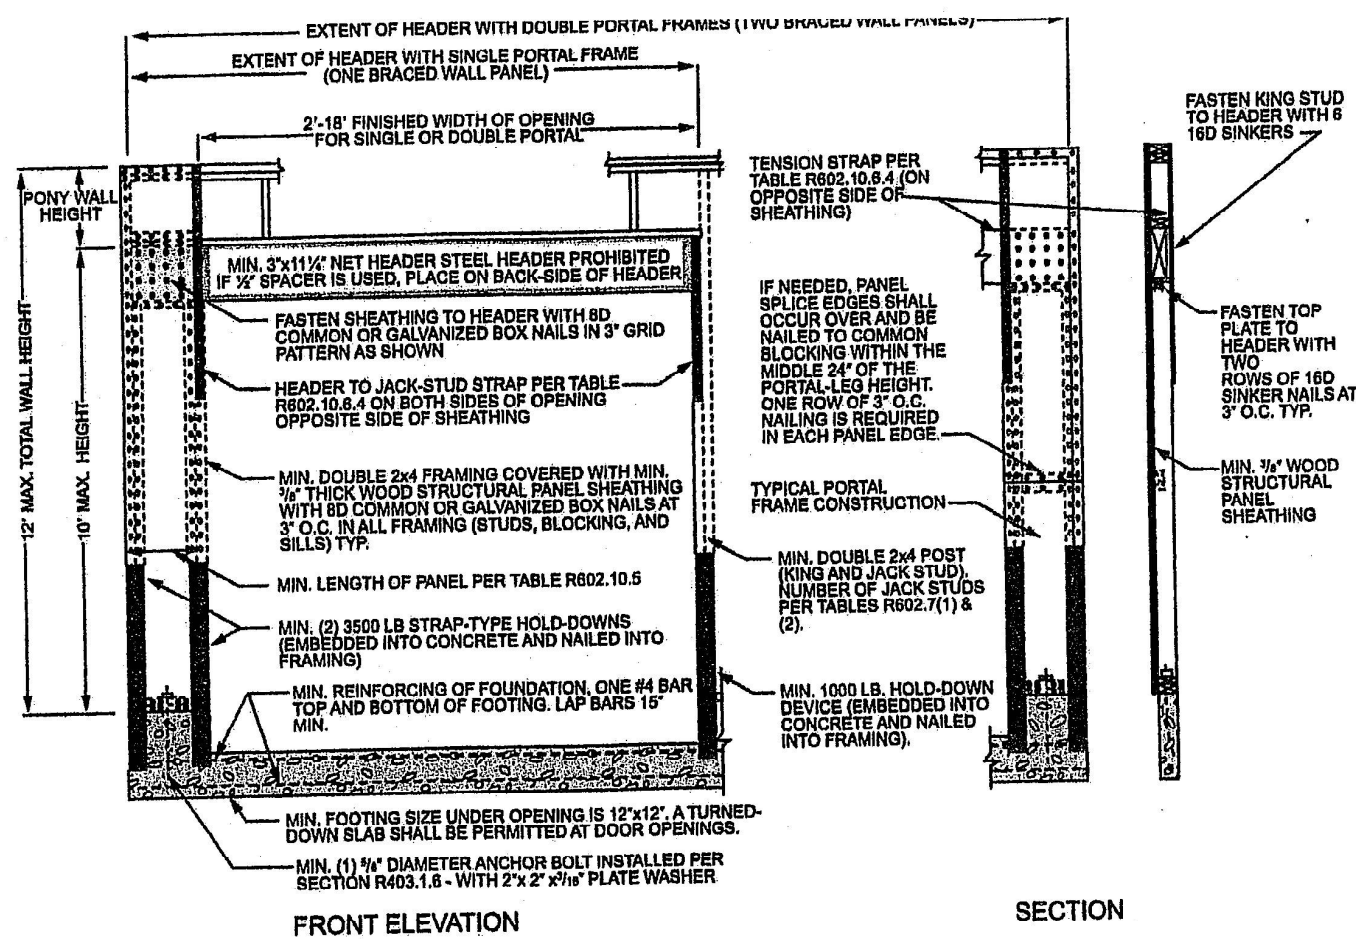 EXTENT OF HEADER WITH DOUBLE PORTAL FRAMES (TWO BRACED WALL PANELS)
EXTENT OF HEADER WITH SINGLE PORTAL FRAME
(ONE BRACED WALL PANEL)
2'-18' FINISHED WIDTH OF OPENING
FOR SINGLE OR DOUBLE PORTAL
PONY WALL
HEIGHT
12' MAX. TOTAL WALL HEIGHT
10' MAX. HEIGHT
MIN. 3"x11¼" NET HEADER STEEL HEADER PROHIBITED
IF ½" SPACER IS USED, PLACE ON BACK-SIDE OF HEADER
FASTEN SHEATHING TO HEADER WITH 8D
COMMON OR GALVANIZED BOX NAILS IN 3" GRID
PATTERN AS SHOWN
HEADER TO JACK-STUD STRAP PER TABLE
R602.10.6.4 ON BOTH SIDES OF OPENING
OPPOSITE SIDE OF SHEATHING
MIN. DOUBLE 2x4 FRAMING COVERED WITH MIN.
3/8" THICK WOOD STRUCTURAL PANEL SHEATHING
WITH 8D COMMON OR GALVANIZED BOX NAILS AT
3" O.C. IN ALL FRAMING (STUDS, BLOCKING, AND
SILLS) TYP.
MIN. LENGTH OF PANEL PER TABLE R602.10.5
MIN. (2) 3500 LB STRAP-TYPE HOLD-DOWNS
(EMBEDDED INTO CONCRETE AND NAILED INTO
FRAMING)
MIN. REINFORCING OF FOUNDATION, ONE #4 BAR
TOP AND BOTTOM OF FOOTING. LAP BARS 15"
MIN.
MIN. FOOTING SIZE UNDER OPENING IS 12"x12". A TURNED-
DOWN SLAB SHALL BE PERMITTED AT DOOR OPENINGS.
MIN. (1) 5/8" DIAMETER ANCHOR BOLT INSTALLED PER
SECTION R403.1.6 - WITH 2"x 2" x3/16" PLATE WASHER
FRONT ELEVATION
TENSION STRAP PER
TABLE R602.10.6.4 (ON
OPPOSITE SIDE OF
SHEATHING)
IF NEEDED, PANEL
SPLICE EDGES SHALL
OCCUR OVER AND BE
NAILED TO COMMON
BLOCKING WITHIN THE
MIDDLE 24" OF THE
PORTAL-LEG HEIGHT.
ONE ROW OF 3" O.C.
NAILING IS REQUIRED
IN EACH PANEL EDGE.
TYPICAL PORTAL
FRAME CONSTRUCTION
MIN. DOUBLE 2x4 POST
(KING AND JACK STUD).
NUMBER OF JACK STUDS
PER TABLES R602.7(1) &
(2).
MIN. 1000 LB. HOLD-DOWN
DEVICE (EMBEDDED INTO
CONCRETE AND NAILED
INTO FRAMING).
FASTEN KING STUD
TO HEADER WITH 6
16D SINKERS
FASTEN TOP
PLATE TO
HEADER WITH
TWO
ROWS OF 16D
SINKER NAILS AT
3" O.C. TYP.
MIN. 3/8" WOOD
STRUCTURAL
PANEL
SHEATHING
SECTION